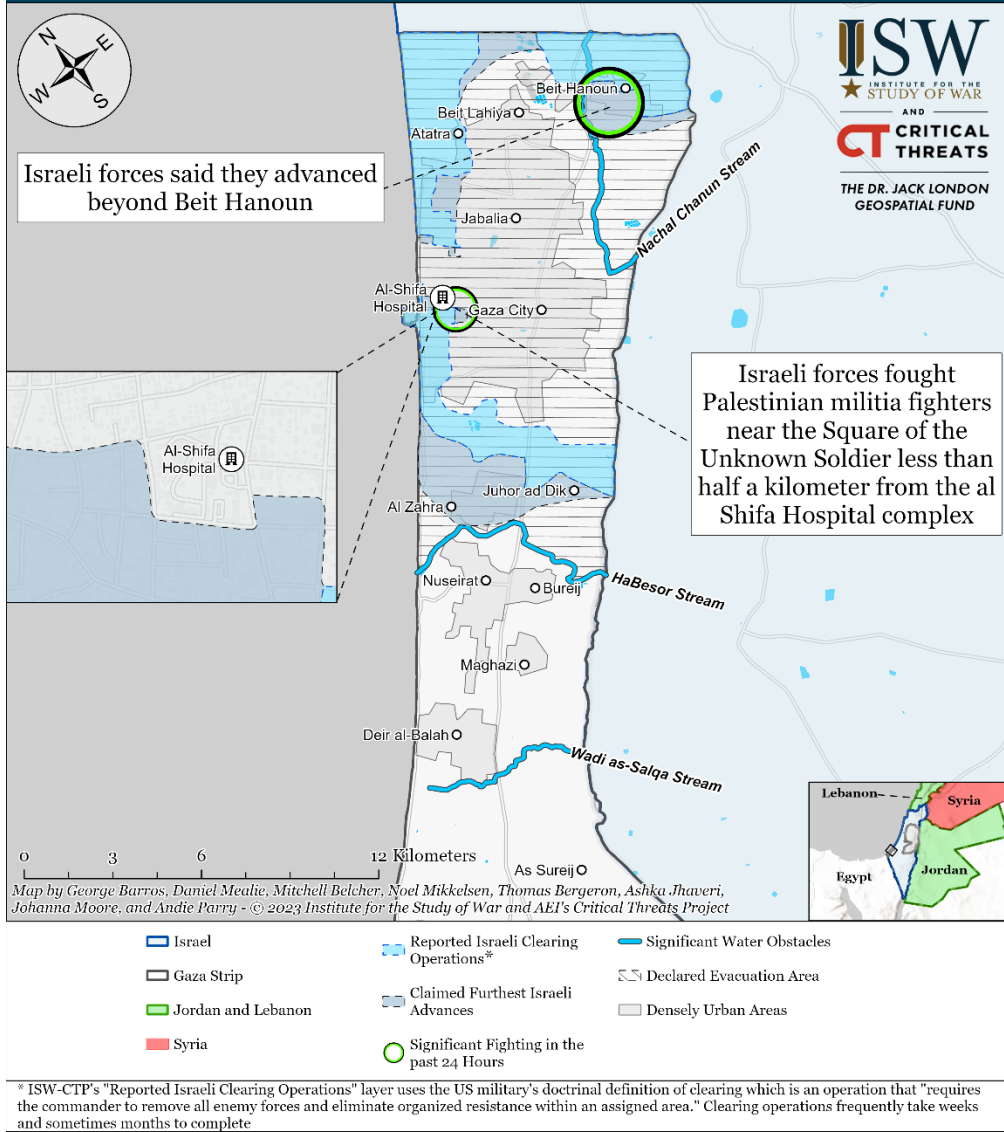 N
E
W
S
ISW
INSTITUTE FOR THE
STUDY OF WAR
AND
CT CRITICAL
THREATS
THE DR. JACK LONDON
GEOSPATIAL FUND
Beit Hanoun
Beit Lahiya
Atatra
Israeli forces said they advanced
beyond Beit Hanoun
Nachal Chanun Stream
Jabalia
Al-Shifa
Hospital
Gaza City
Israeli forces fought
Palestinian militia fighters
near the Square of the
Unknown Soldier less than
half a kilometer from the al
Shifa Hospital complex
Al-Shifa
Hospital
Juhor ad Dik
Al Zahra
Nuseirat
Bureij
HaBesor Stream
Maghazi
Deir al-Balah
Wadi as-Salqa Stream
Lebanon
Syria
Jordan
Egypt
0 3 6 12 Kilometers
As Sureij
Map by George Barros, Daniel Mealie, Mitchell Belcher, Noel Mikkelsen, Thomas Bergeron, Ashka Jhaveri,
Johanna Moore, and Andie Parry - © 2023 Institute for the Study of War and AEI's Critical Threats Project
Israel
Gaza Strip
Jordan and Lebanon
Syria
Reported Israeli Clearing
Operations*
Claimed Furthest Israeli
Advances
Significant Fighting in the
past 24 Hours
Significant Water Obstacles
Declared Evacuation Area
Densely Urban Areas
* ISW-CTP's "Reported Israeli Clearing Operations" layer uses the US military's doctrinal definition of clearing which is an operation that "requires
the commander to remove all enemy forces and eliminate organized resistance within an assigned area." Clearing operations frequently take weeks
and sometimes months to complete